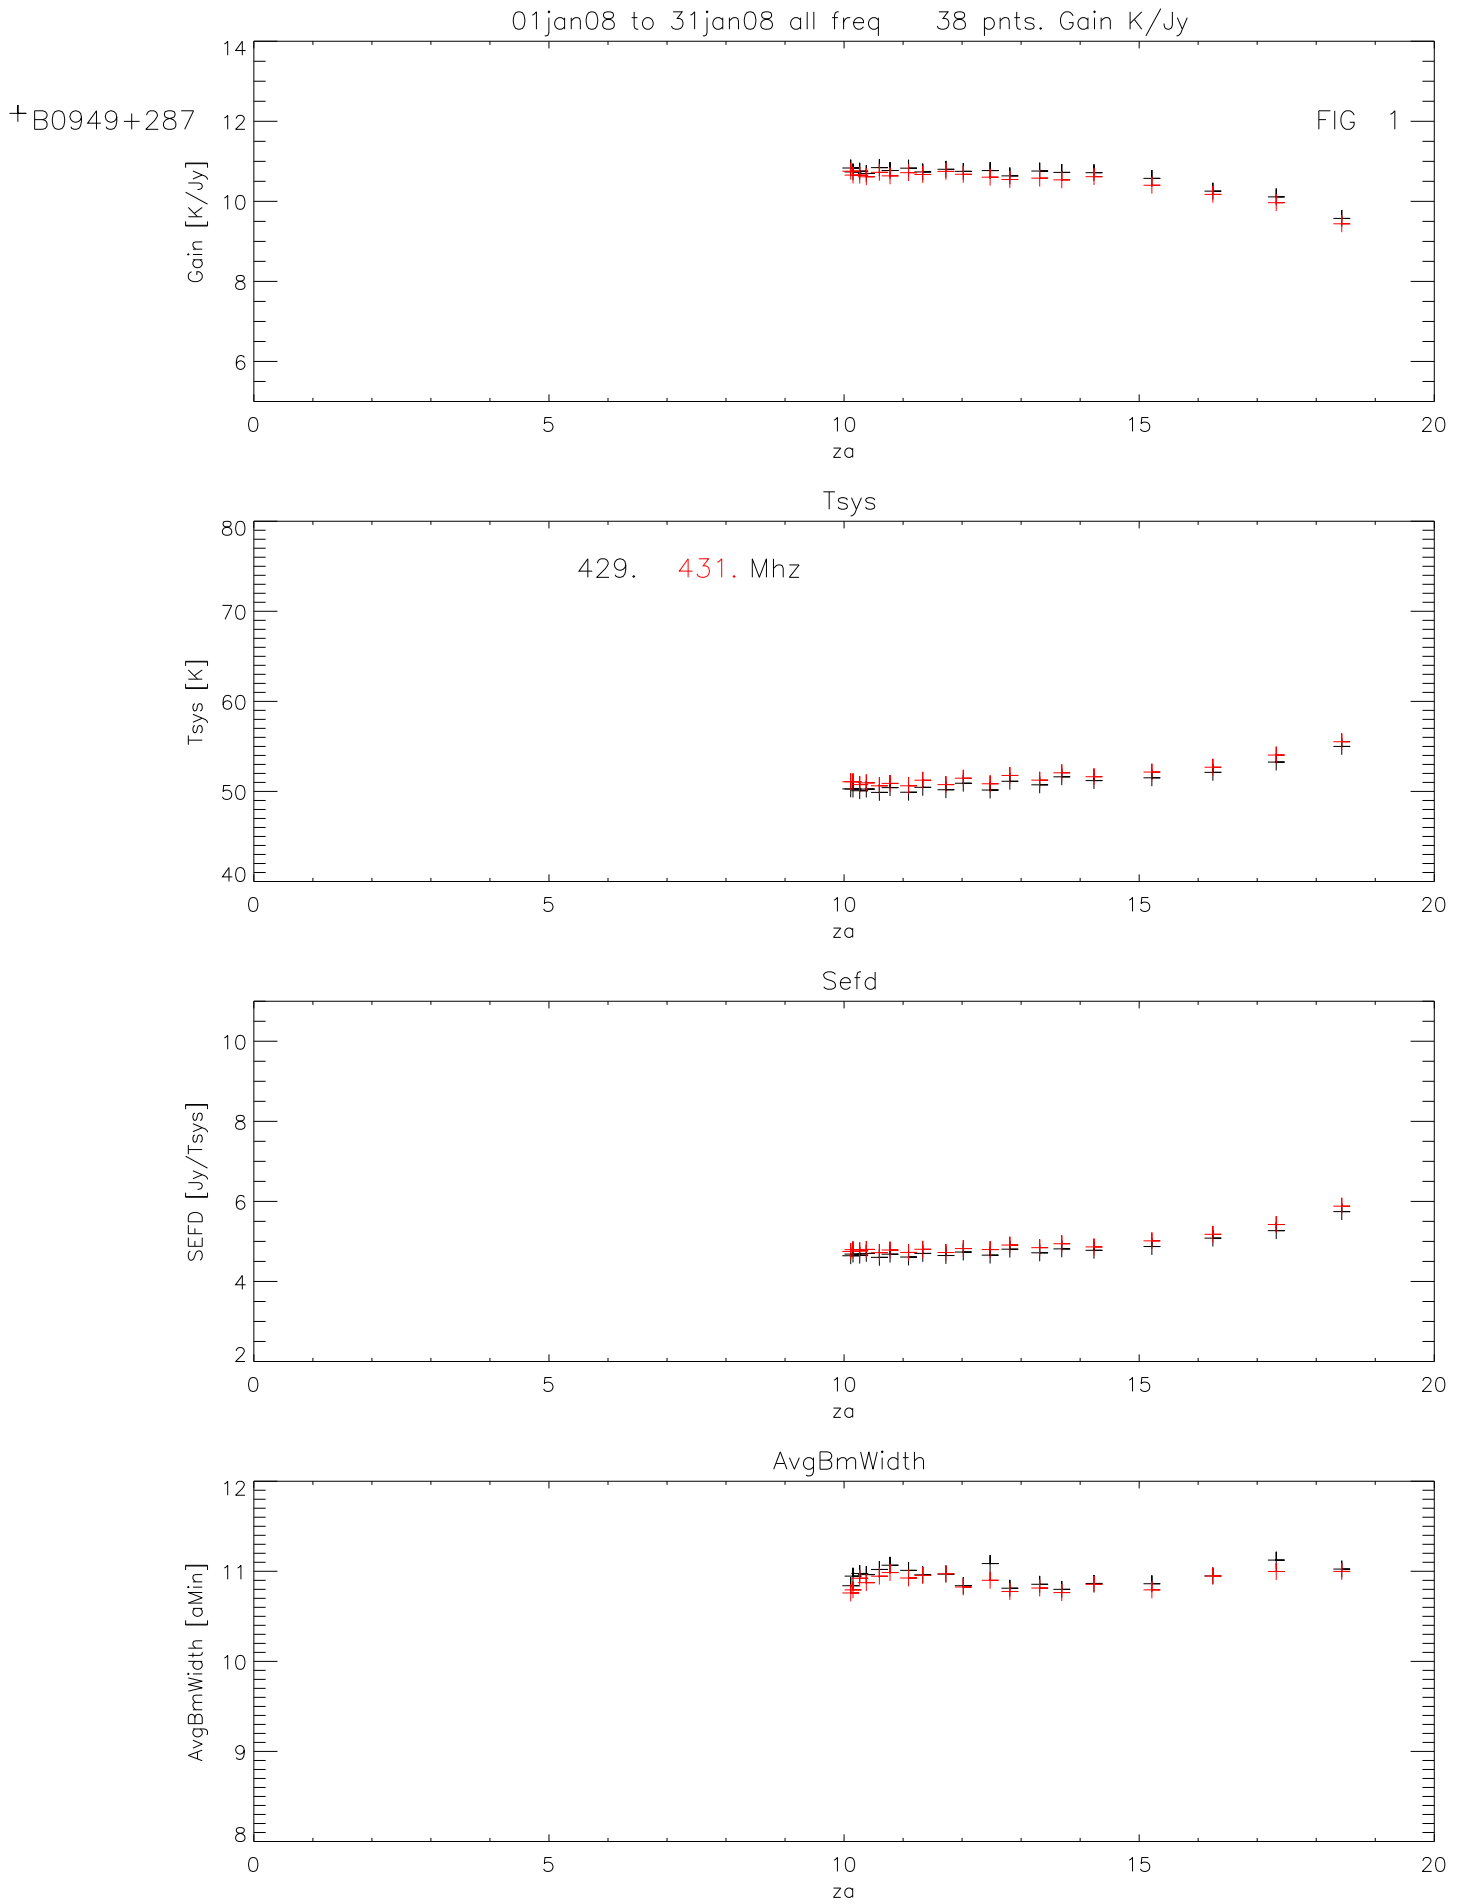 01jan08 to 31jan08 all freq 38 pnts. Gain K/Jy
+B0949+287
FIG 1
Gain [K/Jy]
14
12
10
8
6
0 5 10 15 20
za
Tsys
429. 431. Mhz
Tsys [K]
80
70
60
50
40
0 5 10 15 20
za
Sefd
SEFD [Jy/Tsys]
10
8
6
4
2
0 5 10 15 20
za
AvgBmWidth
AvgBmWidth [aMin]
12
11
10
9
8
0 5 10 15 20
za